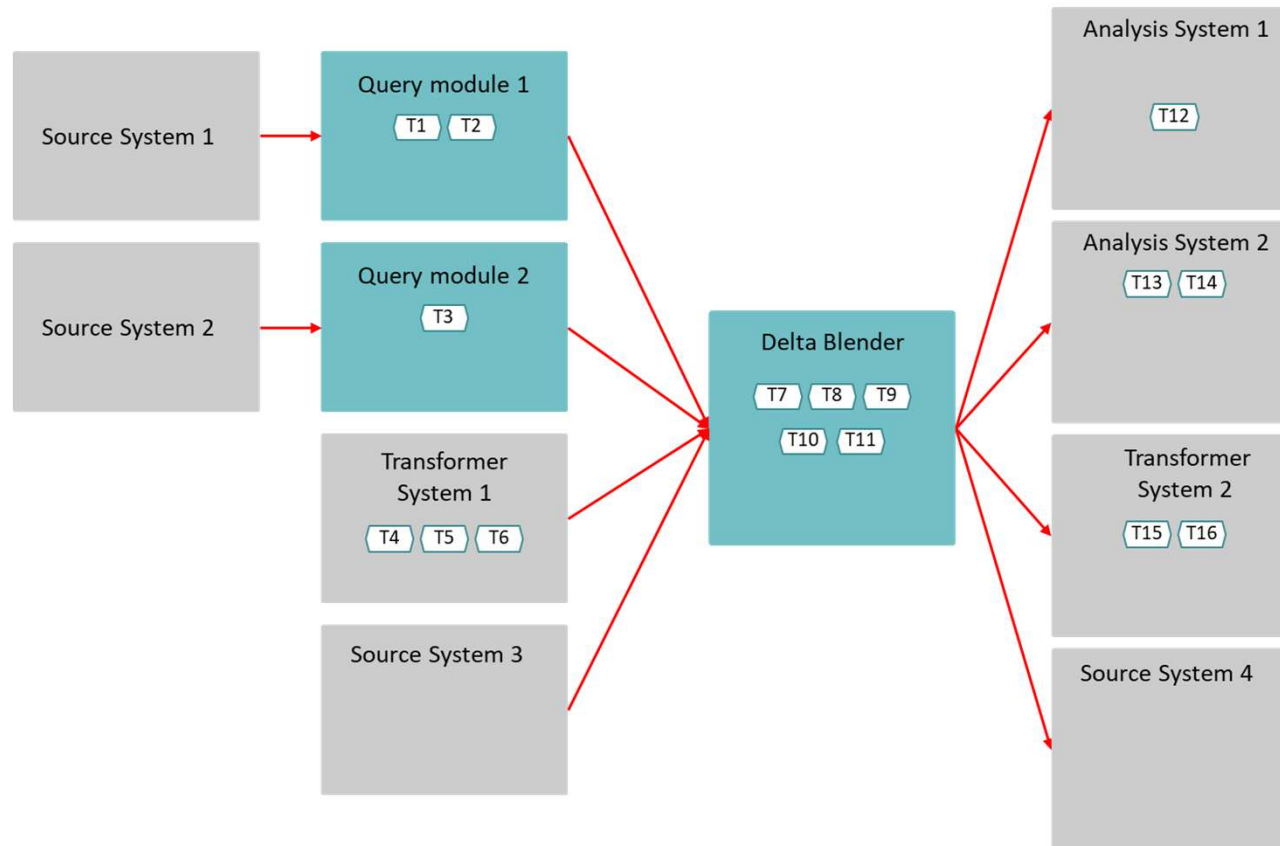 Source System 1
Query module 1
T1 T2
Source System 2
Query module 2
T3
Transformer
System 1
T4 T5 T6
Source System 3
Delta Blender
T7 T8 T9
T10 T11
Analysis System 1
T12
Analysis System 2
T13 T14
Transformer
System 2
T15 T16
Source System 4